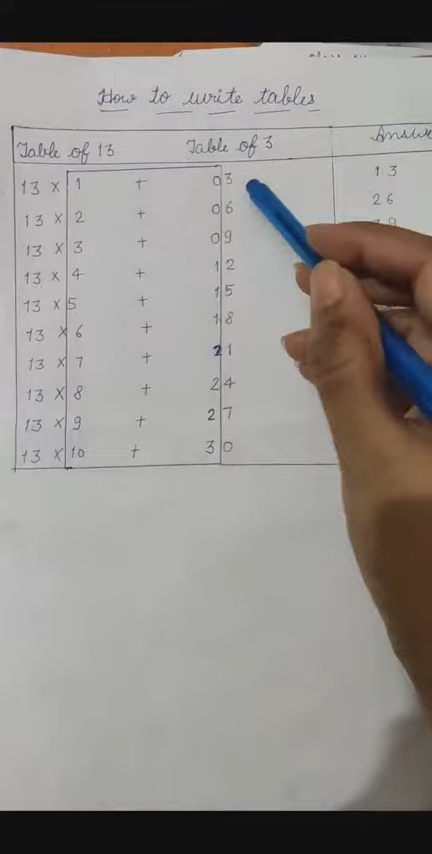 How to write tables
Table of 13 Table of 3 Answe
13 × 1 + 03 13
13 × 2 + 06 26
13 × 3 + 09 39
13 × 4 + 12
13 × 5 + 15
13 × 6 + 18
13 × 7 + 21
13 × 8 + 24
13 × 9 + 27
13 × 10 + 30